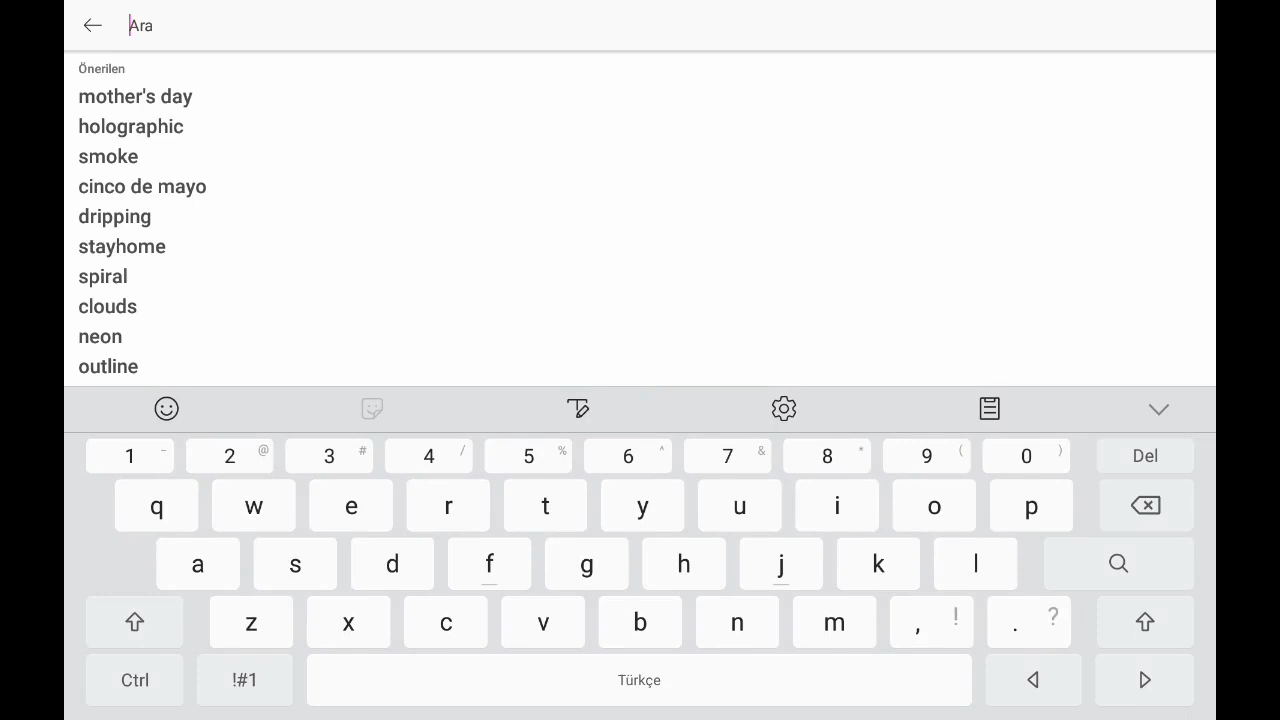 Ara
Önerilen
mother's day
holographic
smoke
cinco de mayo
dripping
stayhome
spiral
clouds
neon
outline
1 - 2 @ 3 # 4 / 5 % 6 ^ 7 & 8 * 9 ( 0 ) Del
q w e r t y u i o p
a s d f g h j k l
z x c v b n m , ! . ?
Ctrl !#1 Türkçe